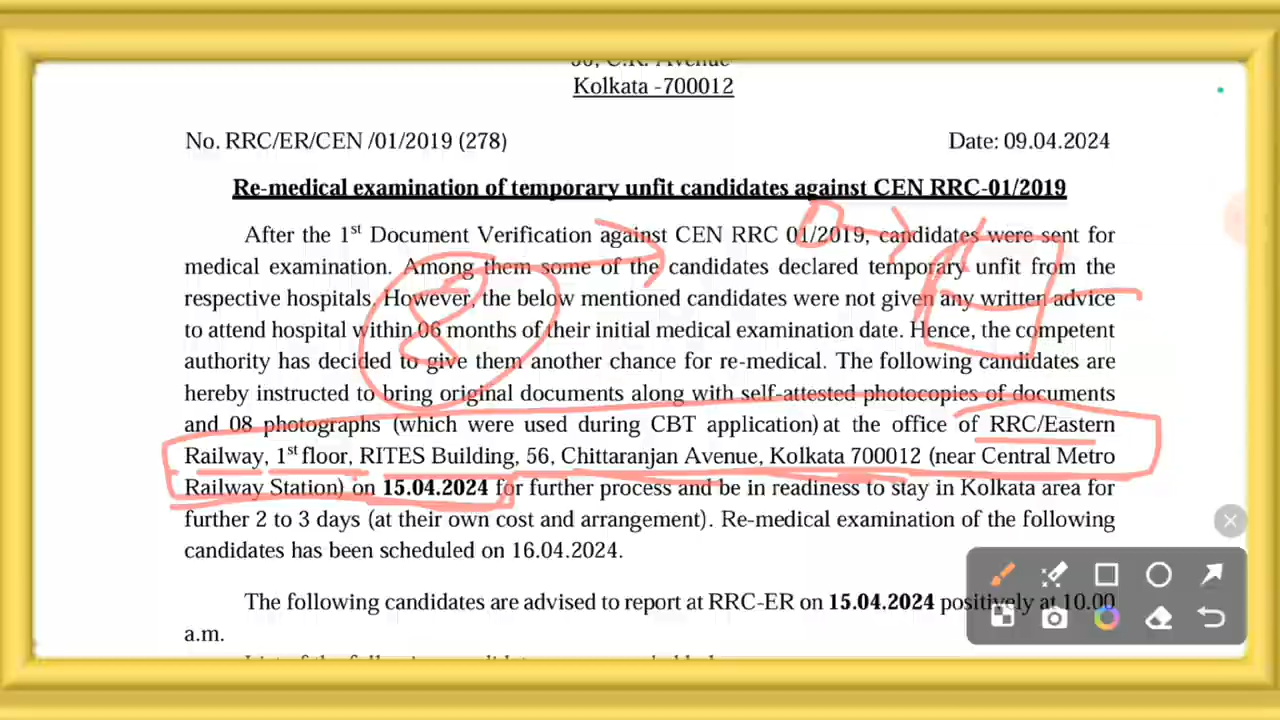 Kolkata -700012
No. RRC/ER/CEN /01/2019 (278) Date: 09.04.2024
Re-medical examination of temporary unfit candidates against CEN RRC-01/2019
After the 1st Document Verification against CEN RRC 01/2019, candidates were sent for
medical examination. Among them some of the candidates declared temporary unfit from the
respective hospitals. However, the below mentioned candidates were not given any written advice
to attend hospital within 06 months of their initial medical examination date. Hence, the competent
authority has decided to give them another chance for re-medical. The following candidates are
hereby instructed to bring original documents along with self-attested photocopies of documents
and 08 photographs (which were used during CBT application) at the office of RRC/Eastern
Railway, 1st floor, RITES Building, 56, Chittaranjan Avenue, Kolkata 700012 (near Central Metro
Railway Station) on 15.04.2024 for further process and be in readiness to stay in Kolkata area for
further 2 to 3 days (at their own cost and arrangement). Re-medical examination of the following
candidates has been scheduled on 16.04.2024.
The following candidates are advised to report at RRC-ER on 15.04.2024 positively at 10.00
a.m.